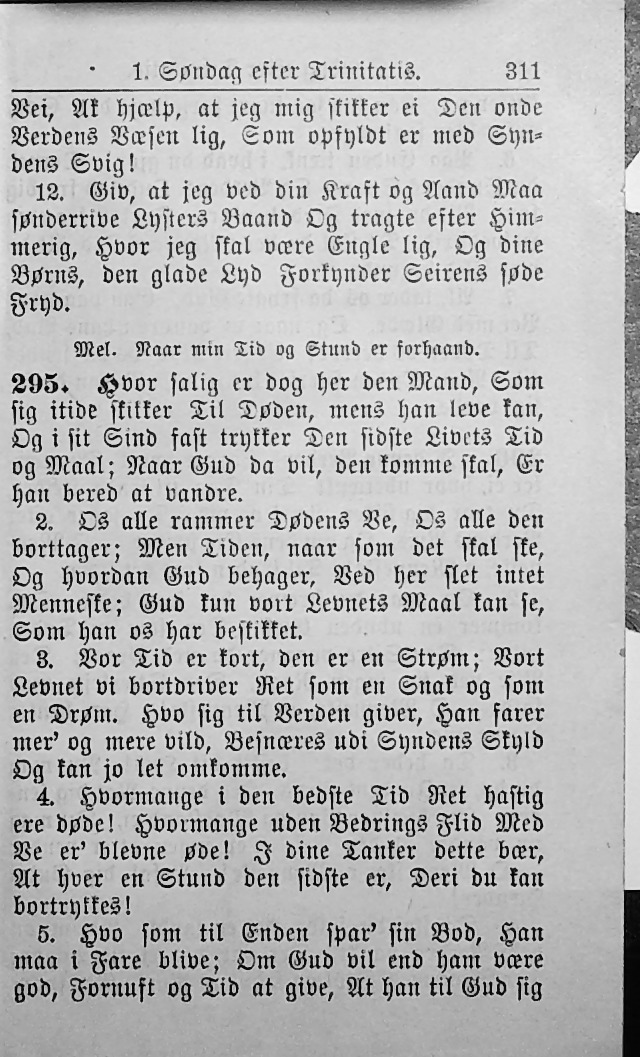 1. Søndag efter Trinitatis. 311
Vei, Ak hjælp, at jeg mig skikker ei Den onde
Verdens Væsen lig, Som opfyldt er med Syn-
dens Svig!
12. Giv, at jeg ved din Kraft og Aand Maa
sønderrive Lysters Baand Og tragte efter Him-
merig, Hvor jeg skal være Engle lig, Og dine
Børns, den glade Lyd Forkynder Seirens søde
Fryd.
Mel. Naar min Tid og Stund er forhaand.
295. Hvor salig er dog her den Mand, Som
sig itide skikker Til Døden, mens han leve kan,
Og i sit Sind fast trykker Den sidste Livets Tid
og Maal; Naar Gud da vil, den komme skal, Er
han bered at vandre.
2. Os alle rammer Dødens Ve, Os alle den
borttager; Men Tiden, naar som det skal ske,
Og hvordan Gud behager, Ved her slet intet
Menneske; Gud kun vort Levnets Maal kan se,
Som han os har beskikket.
3. Vor Tid er kort, den er en Strøm; Vort
Levnet vi bortdriver Ret som en Snak og som
en Drøm. Hvo sig til Verden giver, Han farer
mer' og mere vild, Besnæres udi Syndens Skyld
Og kan jo let omkomme.
4. Hvormange i den bedste Tid Ret hastig
ere døde! Hvormange uden Bedrings Flid Med
Ve er' blevne øde! I dine Tanker dette bær,
At hver en Stund den sidste er, Deri du kan
bortrykkes!
5. Hvo som til Enden spar' sin Bod, Han
maa i Fare blive; Om Gud vil end ham være
god, Fornuft og Tid at give, At han til Gud sig